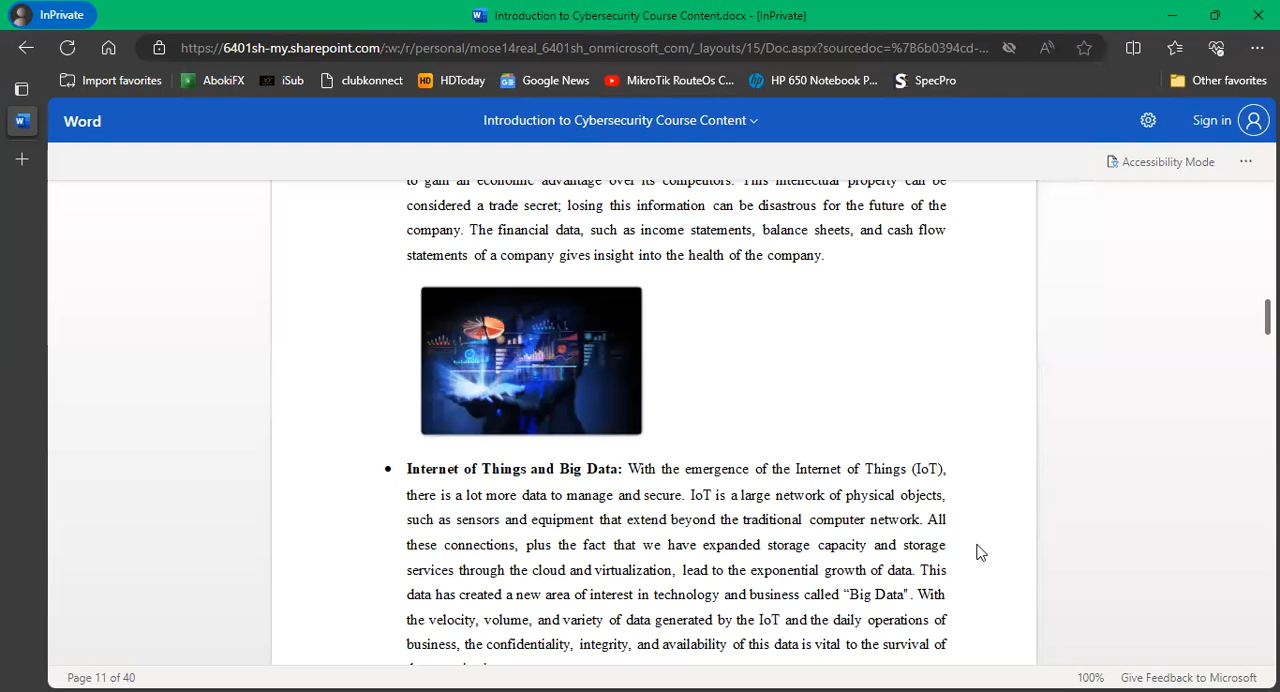 InPrivate
Introduction to Cybersecurity Course Content.docx - [InPrivate]
https://6401sh-my.sharepoint.com/:w:/r/personal/mose14real_6401sh_onmicrosoft_com/_layouts/15/Doc.aspx?sourcedoc=%7B6b0394cd-...
Import favorites
AbokiFX
iSub
clubkonnect
HDToday
Google News
MikroTik RouteOs C...
HP 650 Notebook P...
SpecPro
Other favorites
Word
Introduction to Cybersecurity Course Content
Sign in
Accessibility Mode
to gain an economic advantage over its competitors. This intellectual property can be
considered a trade secret; losing this information can be disastrous for the future of the
company. The financial data, such as income statements, balance sheets, and cash flow
statements of a company gives insight into the health of the company.
• Internet of Things and Big Data: With the emergence of the Internet of Things (IoT),
there is a lot more data to manage and secure. IoT is a large network of physical objects,
such as sensors and equipment that extend beyond the traditional computer network. All
these connections, plus the fact that we have expanded storage capacity and storage
services through the cloud and virtualization, lead to the exponential growth of data. This
data has created a new area of interest in technology and business called “Big Data". With
the velocity, volume, and variety of data generated by the IoT and the daily operations of
business, the confidentiality, integrity, and availability of this data is vital to the survival of
Page 11 of 40
100%
Give Feedback to Microsoft